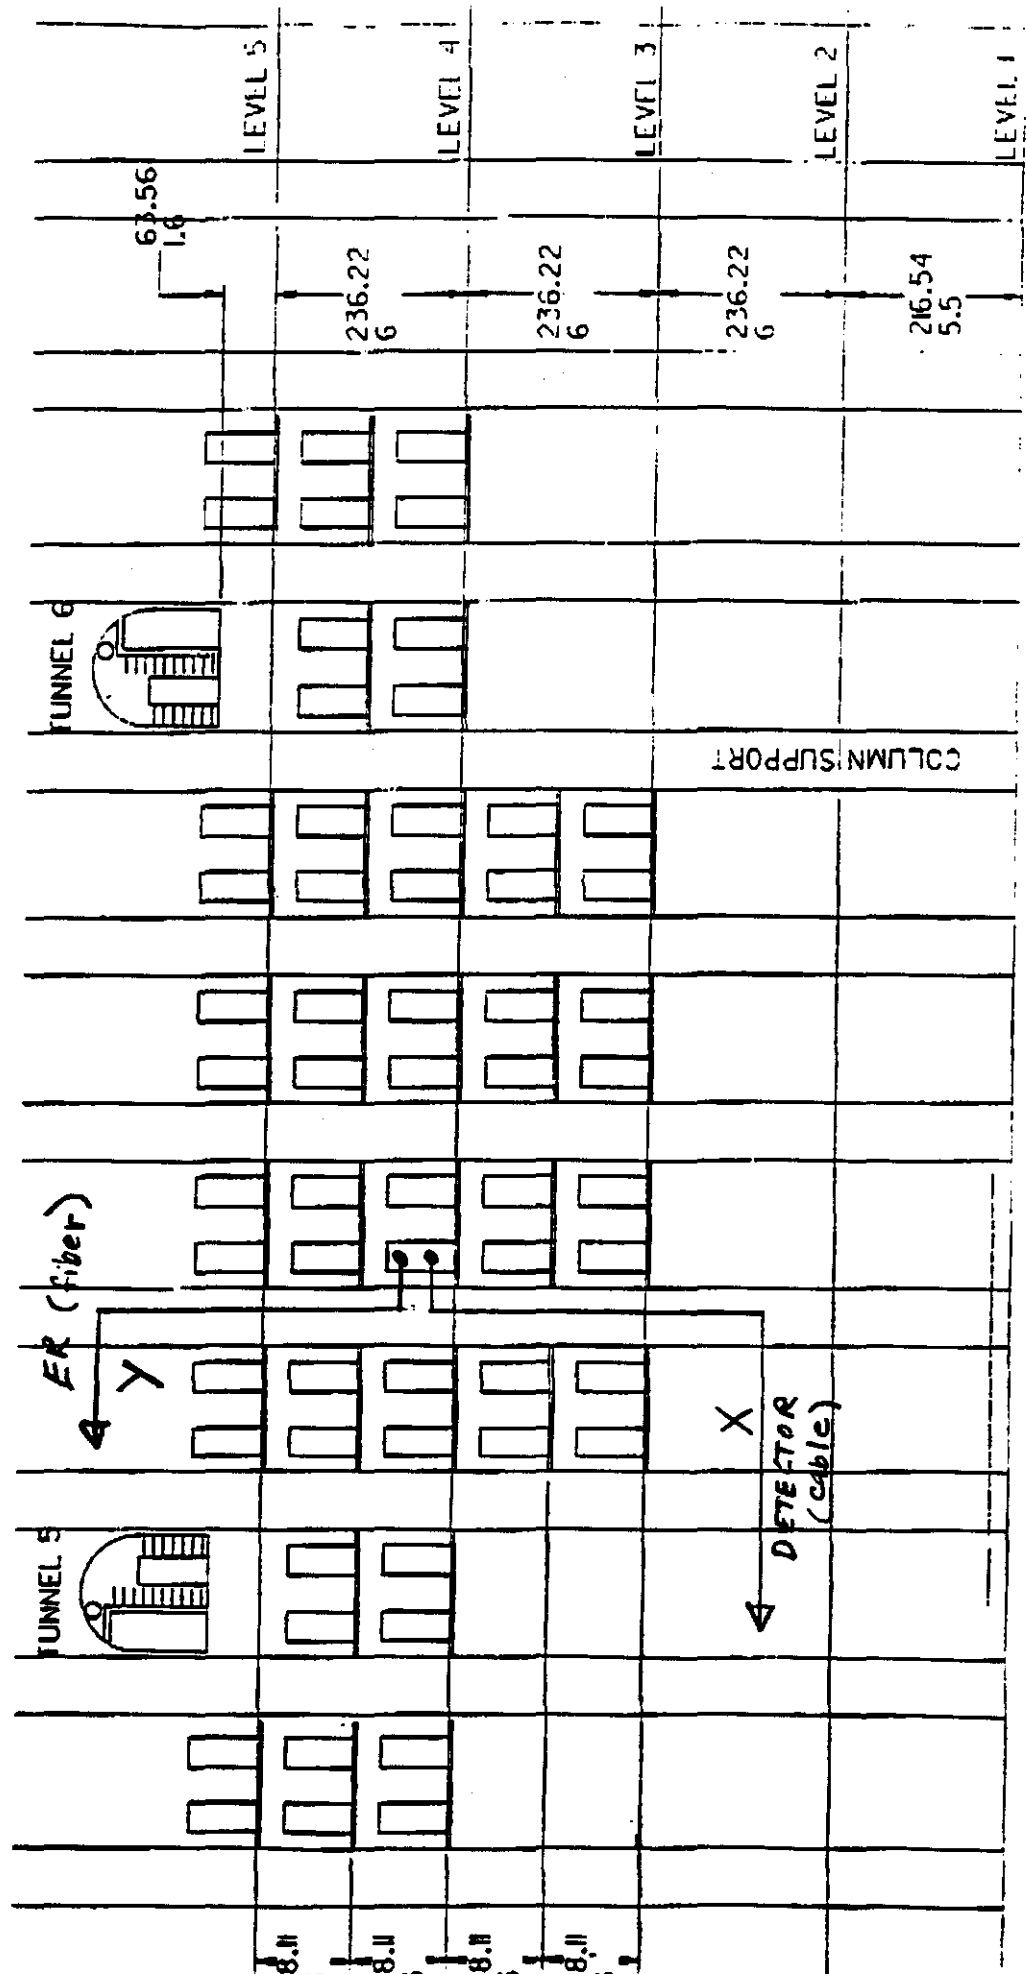 LEVEL 5
LEVEL 4
LEVEL 3
LEVEL 2
LEVEL 1
63.56
1.6
236.22
6
236.22
6
236.22
6
216.54
5.5
TUNNEL 6
COLUMN SUPPORT
ER (fiber)
Y
X
DETECTOR
(cable)
TUNNEL 5
8.11
8.11
8.11
8.11